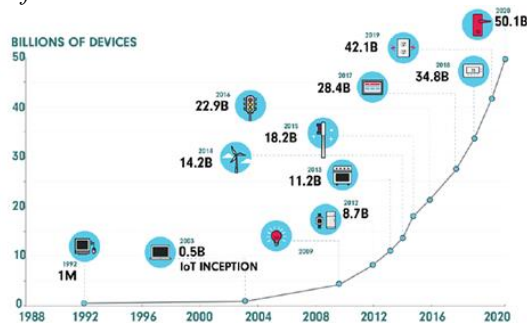 2020
50.1B
2019
42.1B
BILLIONS OF DEVICES
50
2018
34.8B
2017
28.4B
2016
22.9B
40
2015
18.2B
30
2014
14.2B
2013
11.2B
20
2012
8.7B
10
1992
1M
2003
0.5B
IoT INCEPTION
2009
0
1988 1992 1996 2000 2004 2008 2012 2016 2020